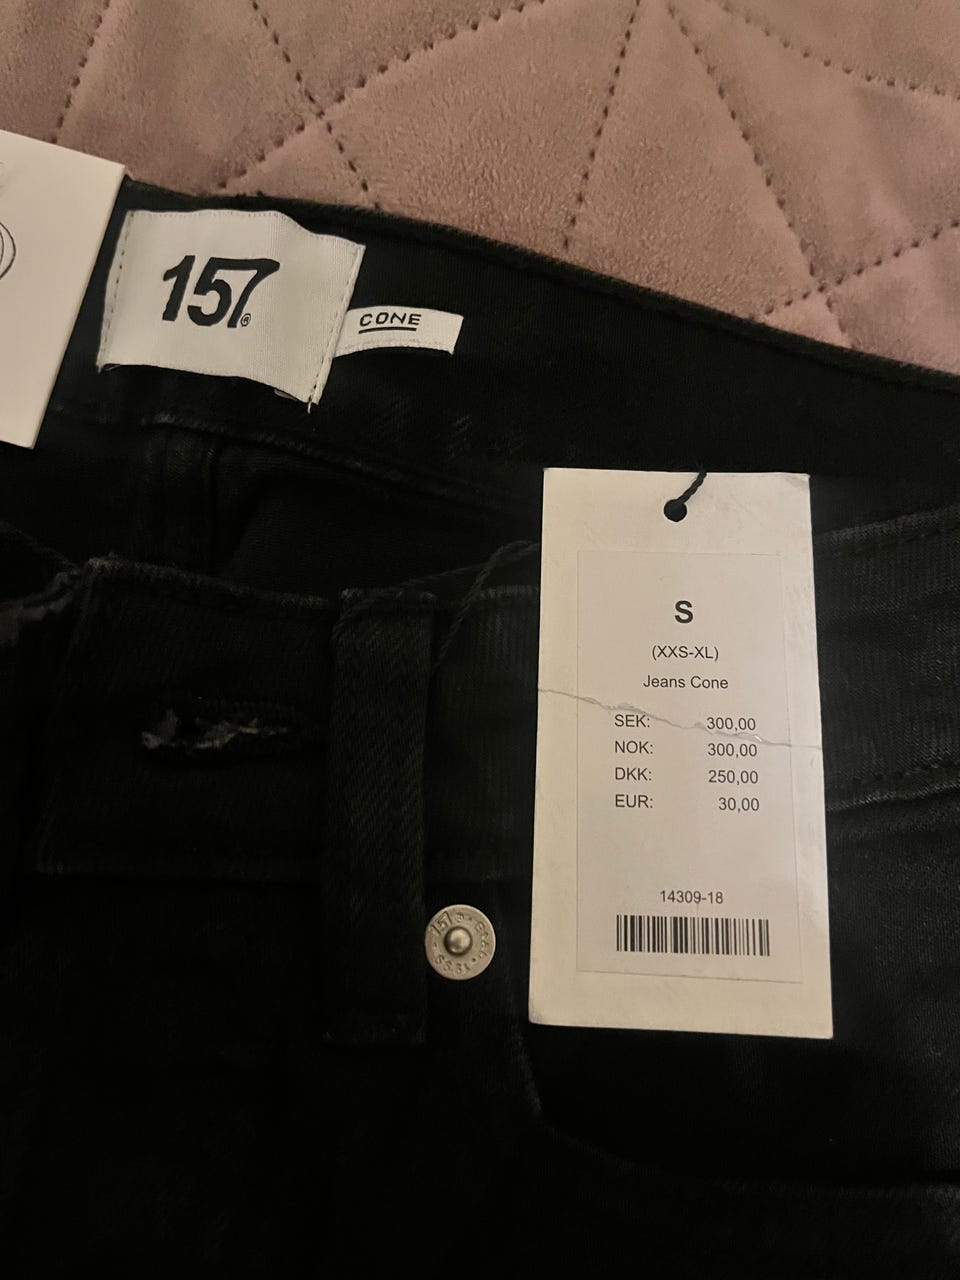 157®
CONE
S
(XXS-XL)
Jeans Cone
SEK: 300,00
NOK: 300,00
DKK: 250,00
EUR: 30,00
14309-18
157